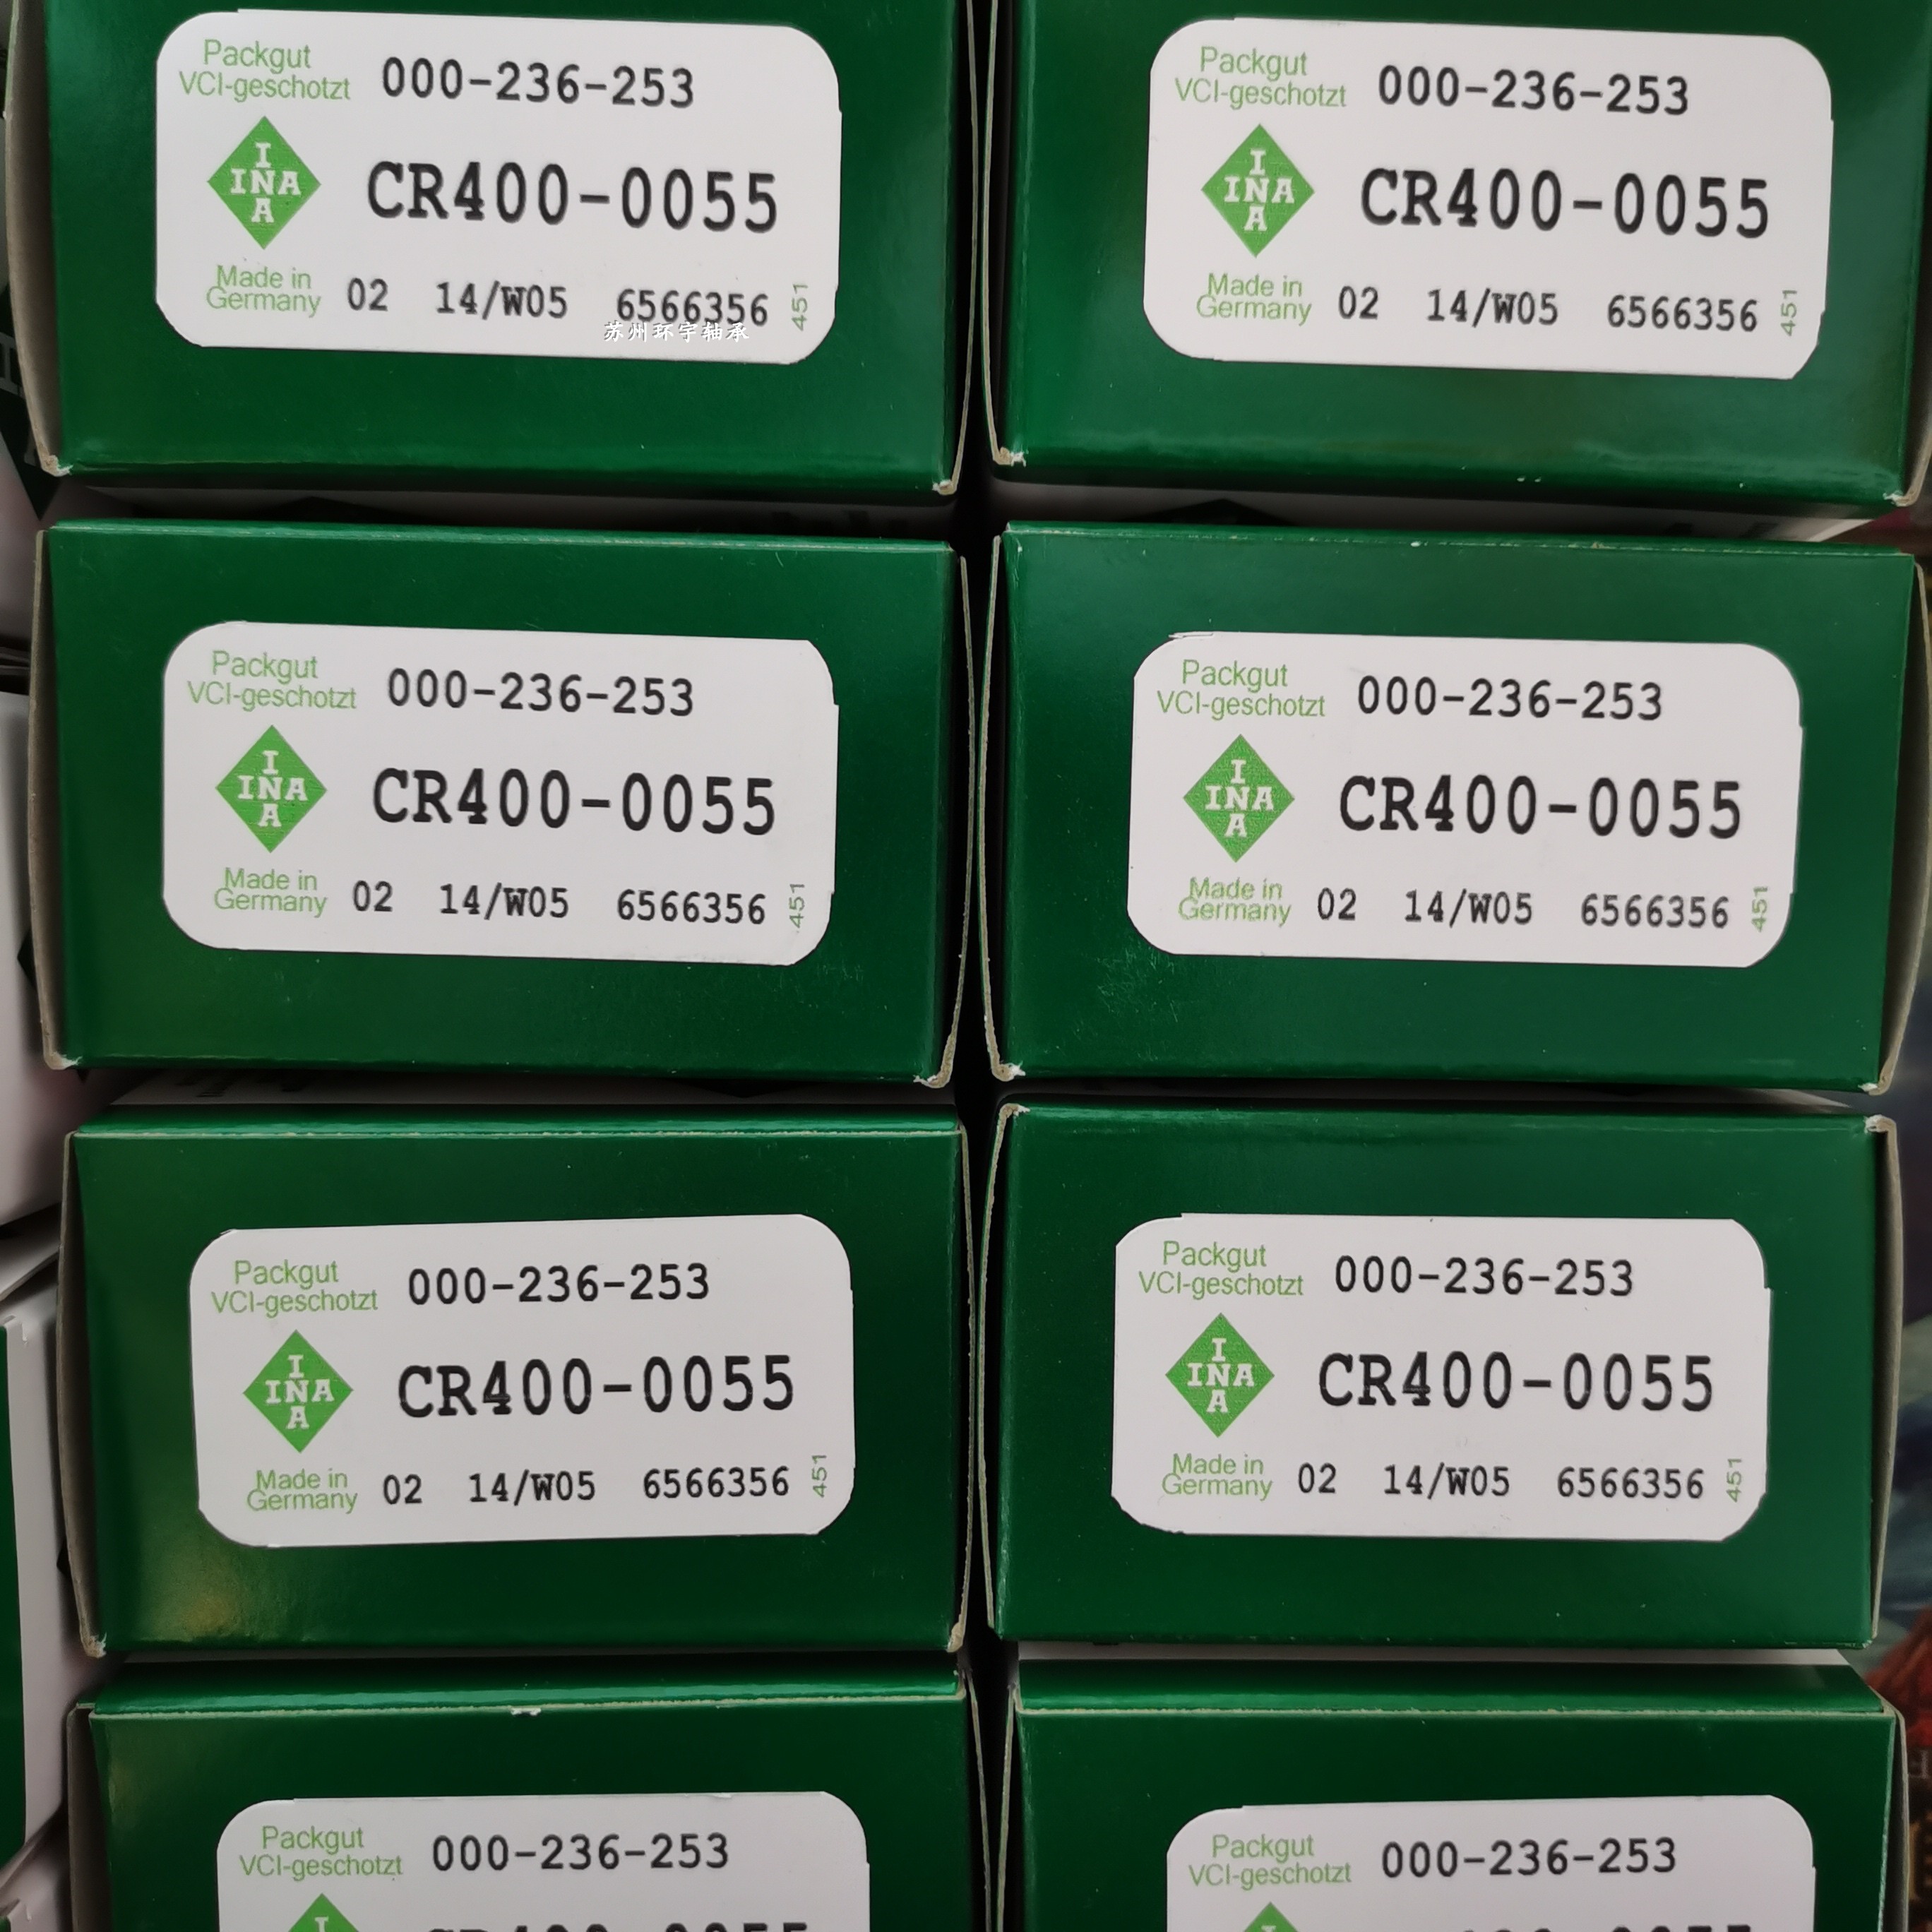 Packgut
VCI-geschotzt
000-236-253
I
INA
A
CR400-0055
Made in
Germany
02 14/W05 6566356
451
苏州环宇轴承
Packgut
VCI-geschotzt
000-236-253
I
INA
A
CR400-0055
Made in
Germany
02 14/W05 6566356
451
Packgut
VCI-geschotzt
000-236-253
I
INA
A
CR400-0055
Made in
Germany
02 14/W05 6566356
451
Packgut
VCI-geschotzt
000-236-253
I
INA
A
CR400-0055
Made in
Germany
02 14/W05 6566356
451
Packgut
VCI-geschotzt
000-236-253
I
INA
A
CR400-0055
Made in
Germany
02 14/W05 6566356
451
Packgut
VCI-geschotzt
000-236-253
I
INA
A
CR400-0055
Made in
Germany
02 14/W05 6566356
451
Packgut
VCI-geschotzt
000-236-253
Packgut
VCI-geschotzt
000-236-253